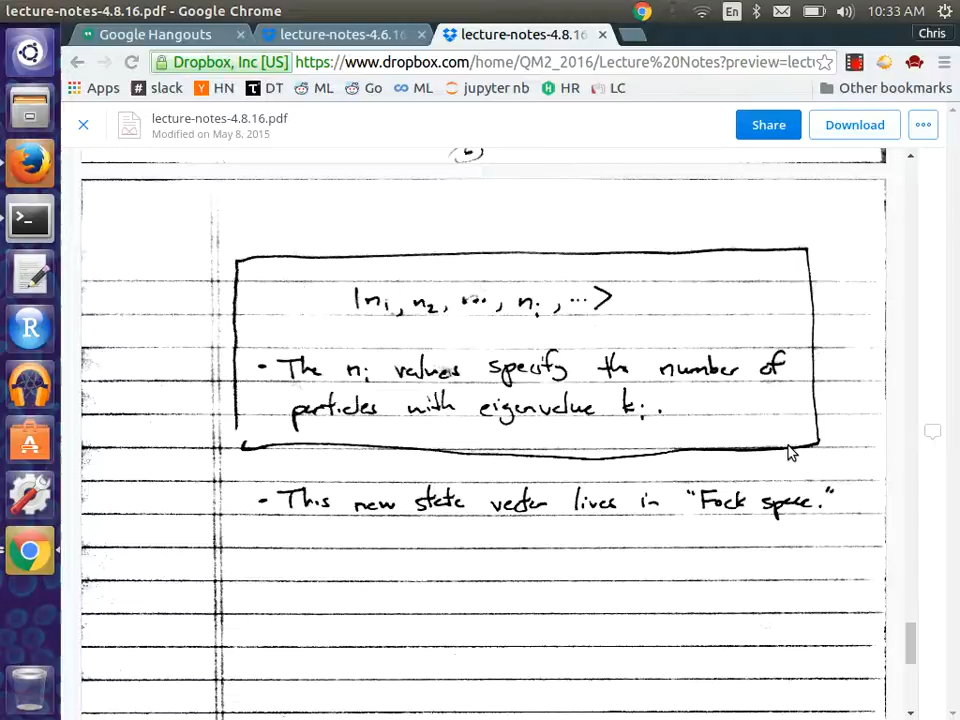 lecture-notes-4.8.16.pdf - Google Chrome
En
10:33 AM
Google Hangouts
lecture-notes-4.6.16
lecture-notes-4.8.16
Chris
Dropbox, Inc [US] https://www.dropbox.com/home/QM2_2016/Lecture%20Notes?preview=lectu
Apps
slack
HN
DT
ML
Go
ML
jupyter nb
HR
LC
Other bookmarks
lecture-notes-4.8.16.pdf
Modified on May 8, 2015
Share
Download
|n₁, n₂, ..., nᵢ, ...>
• The nᵢ values specify the number of
particles with eigenvalue kᵢ.
• This new state vector lives in "Fock space."